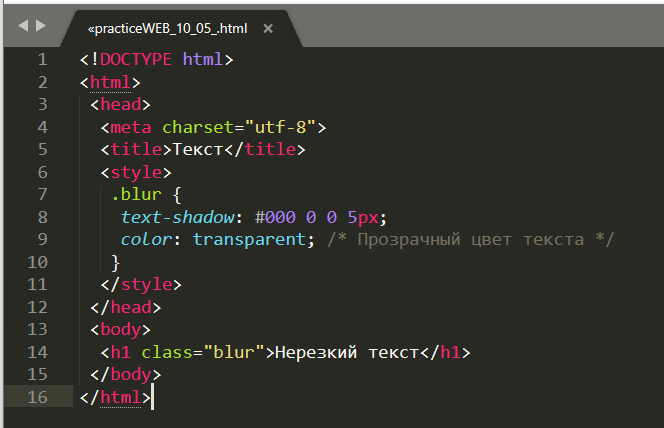 «practiceWEB_10_05_.html ×
1 <!DOCTYPE html>
2 <html>
3 <head>
4 <meta charset="utf-8">
5 <title>Текст</title>
6 <style>
7 .blur {
8 text-shadow: #000 0 0 5px;
9 color: transparent; /* Прозрачный цвет текста */
10 }
11 </style>
12 </head>
13 <body>
14 <h1 class="blur">Нерезкий текст</h1>
15 </body>
16 </html>